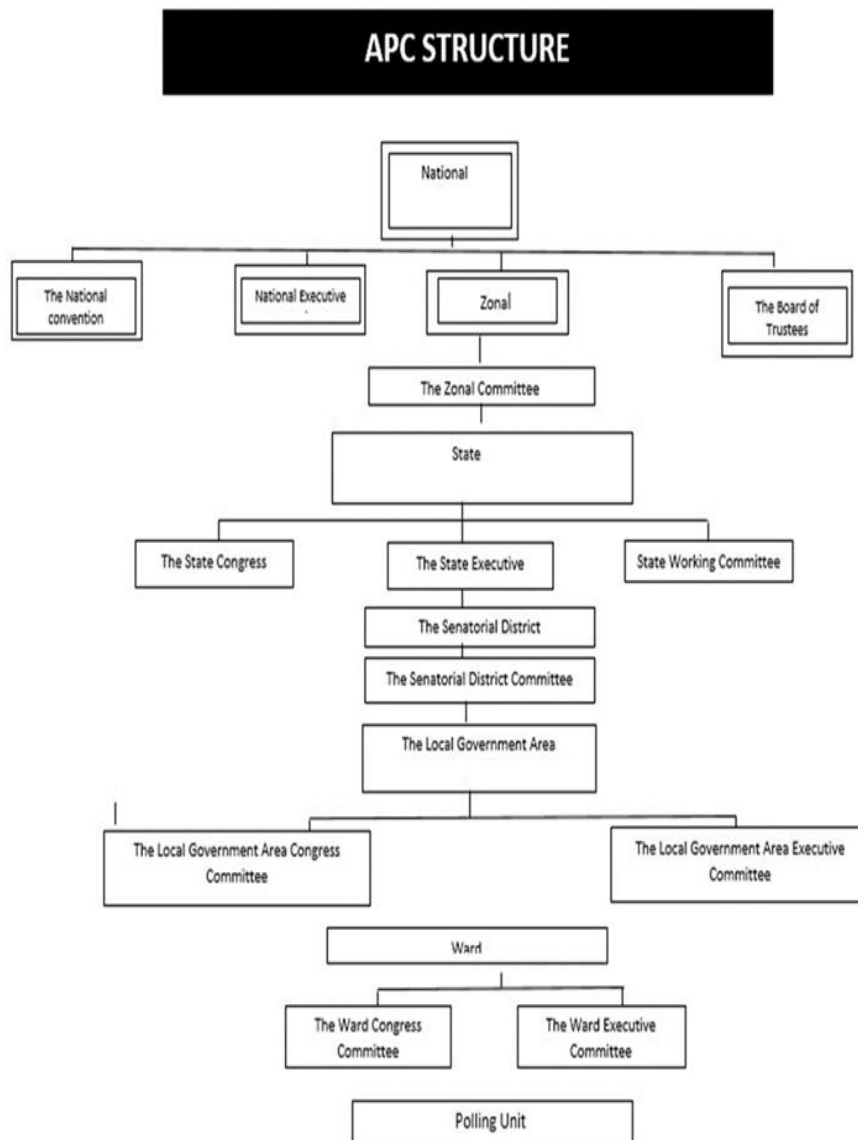 APC STRUCTURE
National
The National
convention
National Executive
.
Zonal
The Board of
Trustees
The Zonal Committee
State
The State Congress
The State Executive
State Working Committee
The Senatorial District
The Senatorial District Committee
The Local Government Area
The Local Government Area Congress
Committee
The Local Government Area Executive
Committee
Ward
The Ward Congress
Committee
The Ward Executive
Committee
Polling Unit